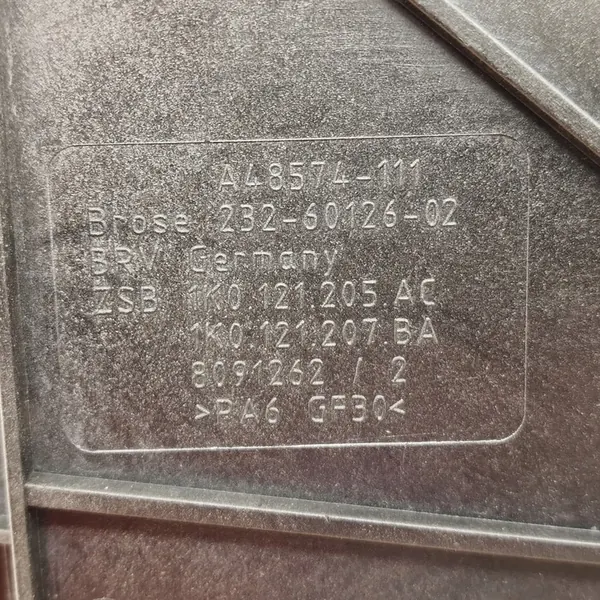 A48574-111
Brose 232-60126-02
BRV Germany
ZSB 1K0.121.205.AC
1K0.121.207.BA
8091262 / 2
>PA6 GF30<